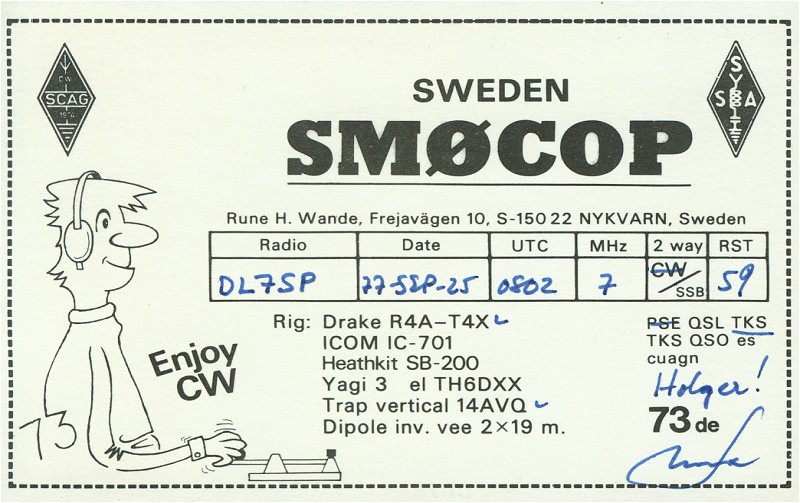 CW
SCAG
1974
SWEDEN
S
SBA
SMØCOP
Rune H. Wande, Frejavägen 10, S-150 22 NYKVARN, Sweden
Radio Date UTC MHz 2 way RST
DL7SP 77-SEP-25 0802 7 CW/SSB 59
Rig: Drake R4A–T4X
ICOM IC-701
Heathkit SB-200
Yagi 3 el TH6DXX
Trap vertical 14AVQ
Dipole inv. vee 2×19 m.
PSE QSL TKS
TKS QSO es
cuagn
Holger!
73 de
Enjoy
CW
73